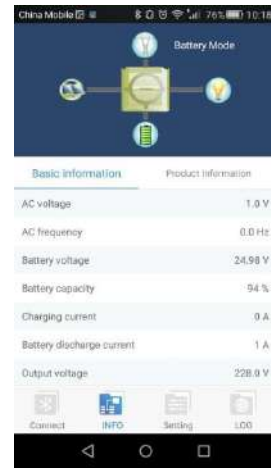 China Mobile 76% 10:18
Battery Mode
Basic information Product Information
AC voltage 1.0 V
AC frequency 0.0 Hz
Battery voltage 24.98 V
Battery capacity 94 %
Charging current 0 A
Battery discharge current 1 A
Output voltage 228.0 V
Connect INFO Setting LOG